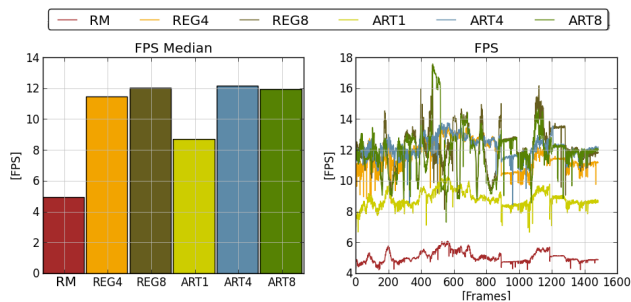 RM REG4 REG8 ART1 ART4 ART8
FPS Median
14
12
10
8
6
4
2
0
[FPS]
RM REG4 REG8 ART1 ART4 ART8
FPS
18
16
14
12
10
8
6
4
[FPS]
0 200 400 600 800 1000 1200 1400 1600
[Frames]